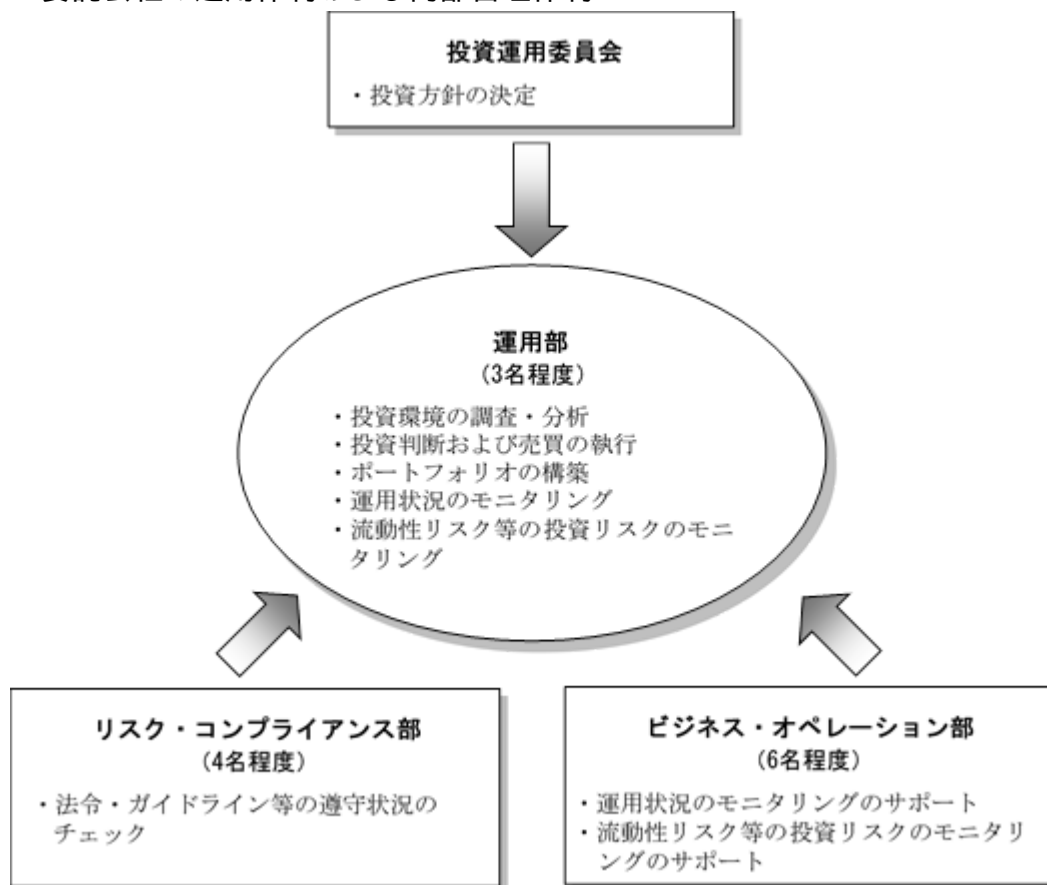 投資運用委員会
・投資方針の決定
運用部
(3名程度)
・投資環境の調査・分析
・投資判断および売買の執行
・ポートフォリオの構築
・運用状況のモニタリング
・流動性リスク等の投資リスクのモニ
タリング
リスク・コンプライアンス部
(4名程度)
・法令・ガイドライン等の遵守状況の
チェック
ビジネス・オペレーション部
(6名程度)
・運用状況のモニタリングのサポート
・流動性リスク等の投資リスクのモニタリ
ングのサポート